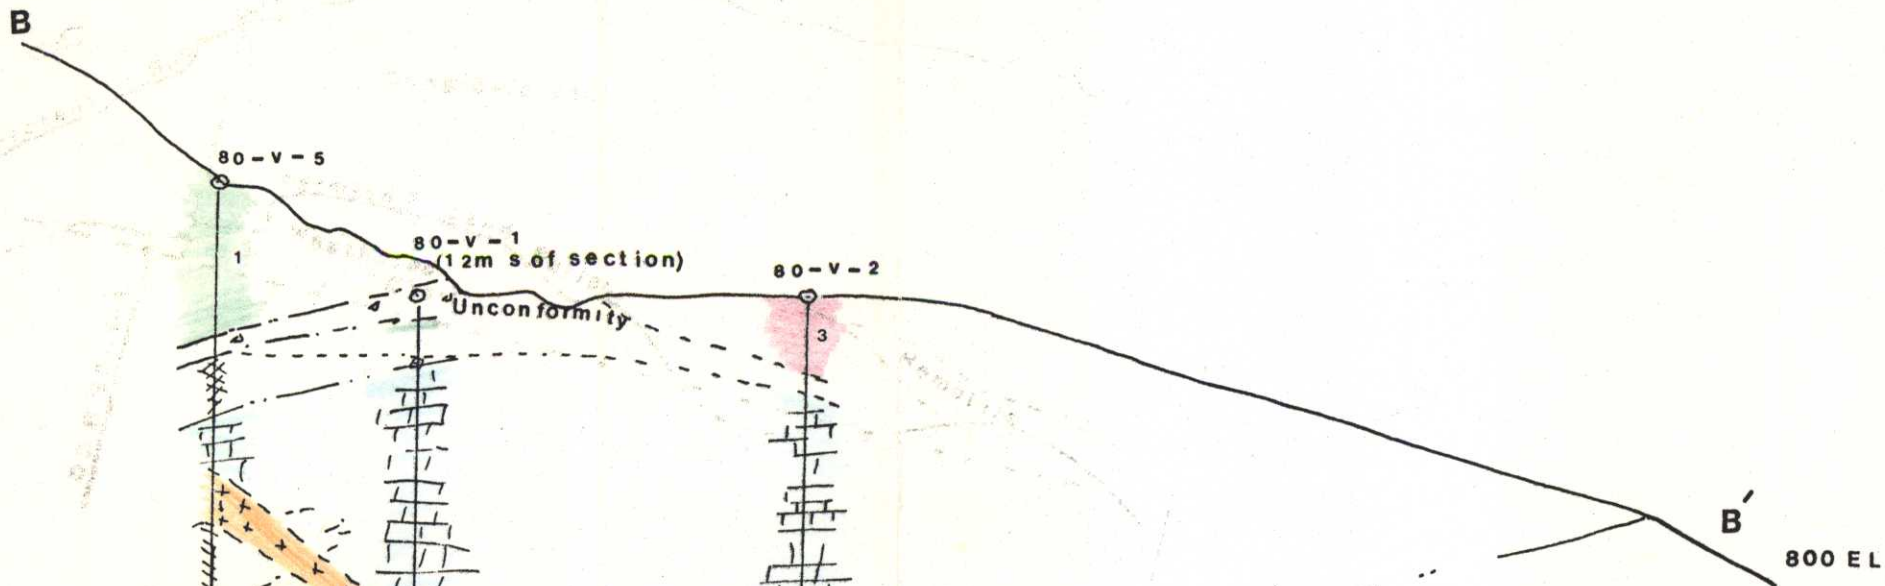 B
80-V-5
1
80-V-1
(12m s of section)
Unconformity
80-V-2
3
B'
800 EL